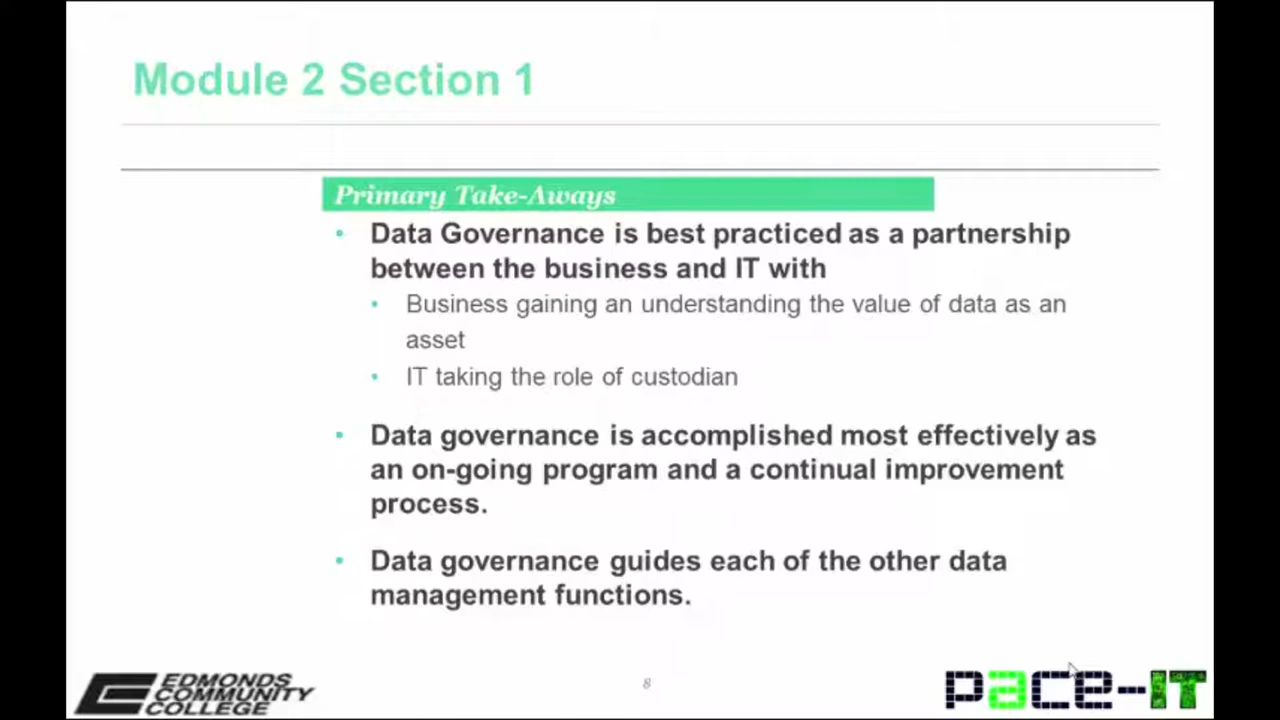 Module 2 Section 1
Primary Take-Aways
• Data Governance is best practiced as a partnership
between the business and IT with
• Business gaining an understanding the value of data as an
asset
• IT taking the role of custodian
• Data governance is accomplished most effectively as
an on-going program and a continual improvement
process.
• Data governance guides each of the other data
management functions.
EDMONDS
COMMUNITY
COLLEGE
8
pace-IT